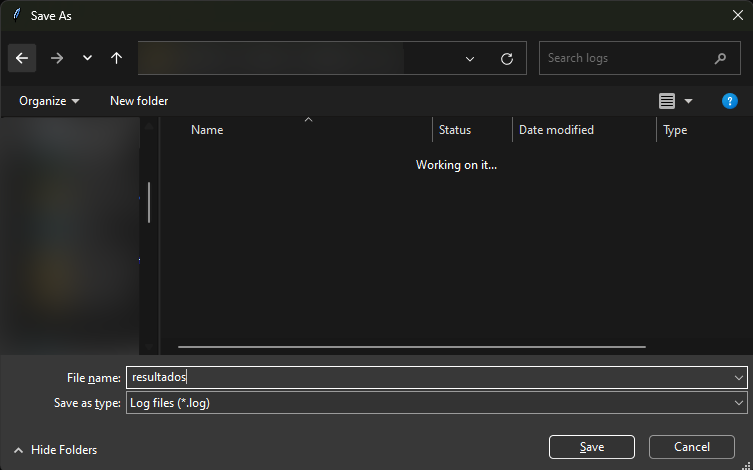 Save As
Search logs
Organize
New folder
?
Name
Status
Date modified
Type
Working on it...
File name:
resultados
Save as type:
Log files (*.log)
Hide Folders
Save
Cancel